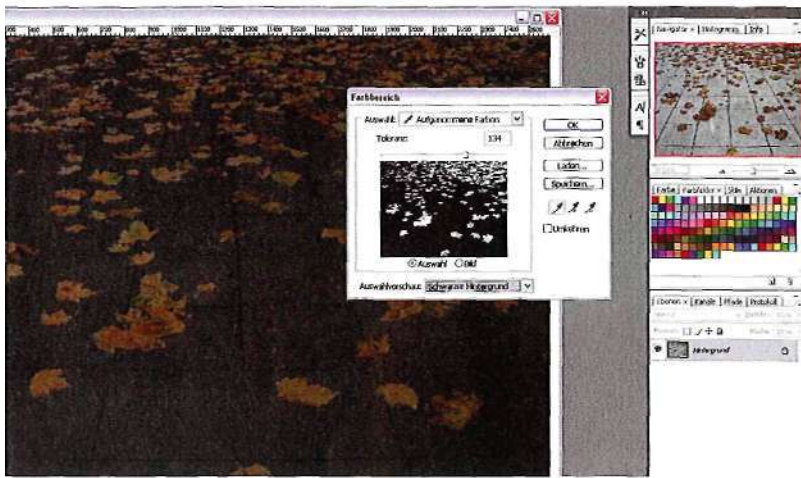 Farbbereich
Auswahl: Aufgenommene Farben
Toleranz: 134
OK
Abbrechen
Laden...
Speichern...
Umkehren
Auswahl Bild
Auswahlvorschau: Schwarzer Hintergrund
Navigator × Histogramm Info
Farbe Farbfelder × Stile Aktionen
Ebenen × Kanäle Pfade Protokoll
Hintergrund